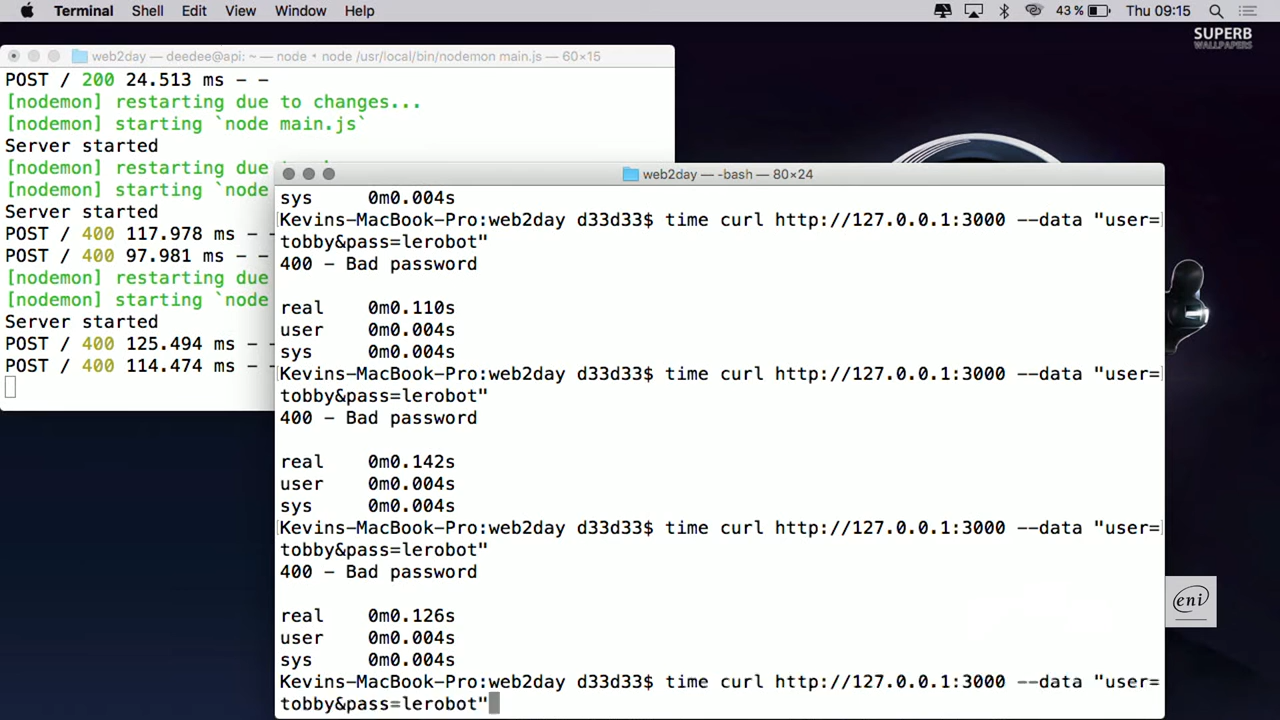 Terminal Shell Edit View Window Help 43 % Thu 09:15
SUPERB
WALLPAPERS
web2day — deedee@api: ~ — node • node /usr/local/bin/nodemon main.js — 60×15
POST / 200 24.513 ms - -
[nodemon] restarting due to changes...
[nodemon] starting `node main.js`
Server started
[nodemon] restarting due to
[nodemon] starting `node
Server started
POST / 400 117.978 ms -
POST / 400 97.981 ms - -
[nodemon] restarting due
[nodemon] starting `node
Server started
POST / 400 125.494 ms - -
POST / 400 114.474 ms - -
web2day — -bash — 80×24
sys 0m0.004s
Kevins-MacBook-Pro:web2day d33d33$ time curl http://127.0.0.1:3000 --data "user=
tobby&pass=lerobot"
400 - Bad password
real 0m0.110s
user 0m0.004s
sys 0m0.004s
Kevins-MacBook-Pro:web2day d33d33$ time curl http://127.0.0.1:3000 --data "user=
tobby&pass=lerobot"
400 - Bad password
real 0m0.142s
user 0m0.004s
sys 0m0.004s
Kevins-MacBook-Pro:web2day d33d33$ time curl http://127.0.0.1:3000 --data "user=
tobby&pass=lerobot"
400 - Bad password
real 0m0.126s
user 0m0.004s
sys 0m0.004s
Kevins-MacBook-Pro:web2day d33d33$ time curl http://127.0.0.1:3000 --data "user=
tobby&pass=lerobot"
eni